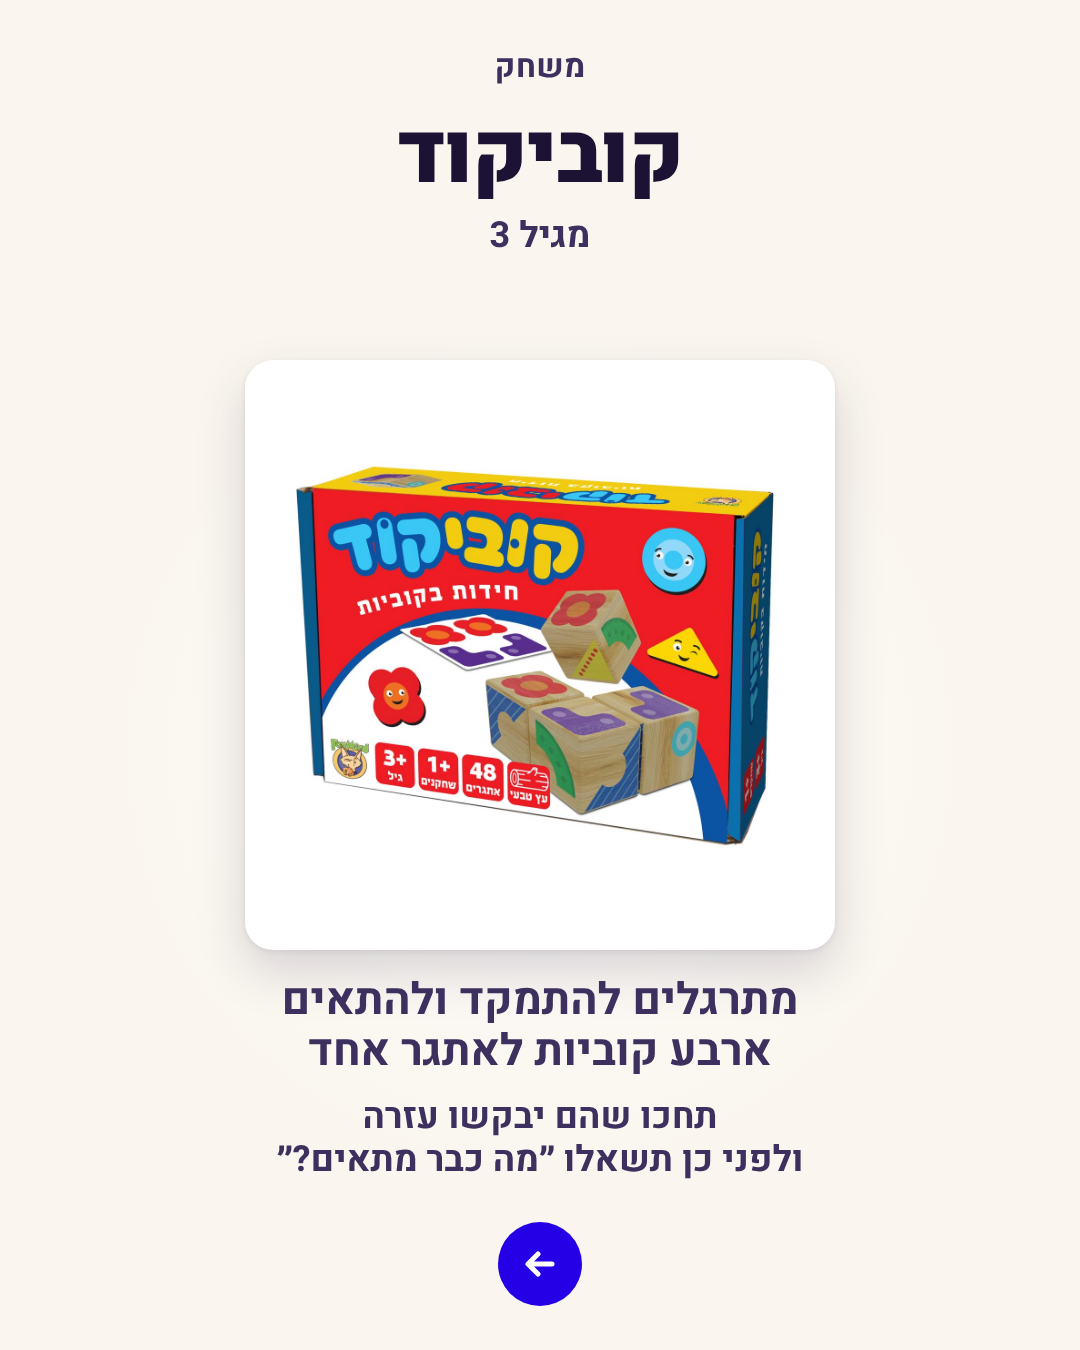 משחק
קוביקוד
מגיל 3
קוביקוד
חידות בקוביות
3+
גיל
1+
שחקנים
48
אתגרים
עץ טבעי
מתרגלים להתמקד ולהתאים
ארבע קוביות לאתגר אחד
תחכו שהם יבקשו עזרה
ולפני כן תשאלו ״מה כבר מתאים?״